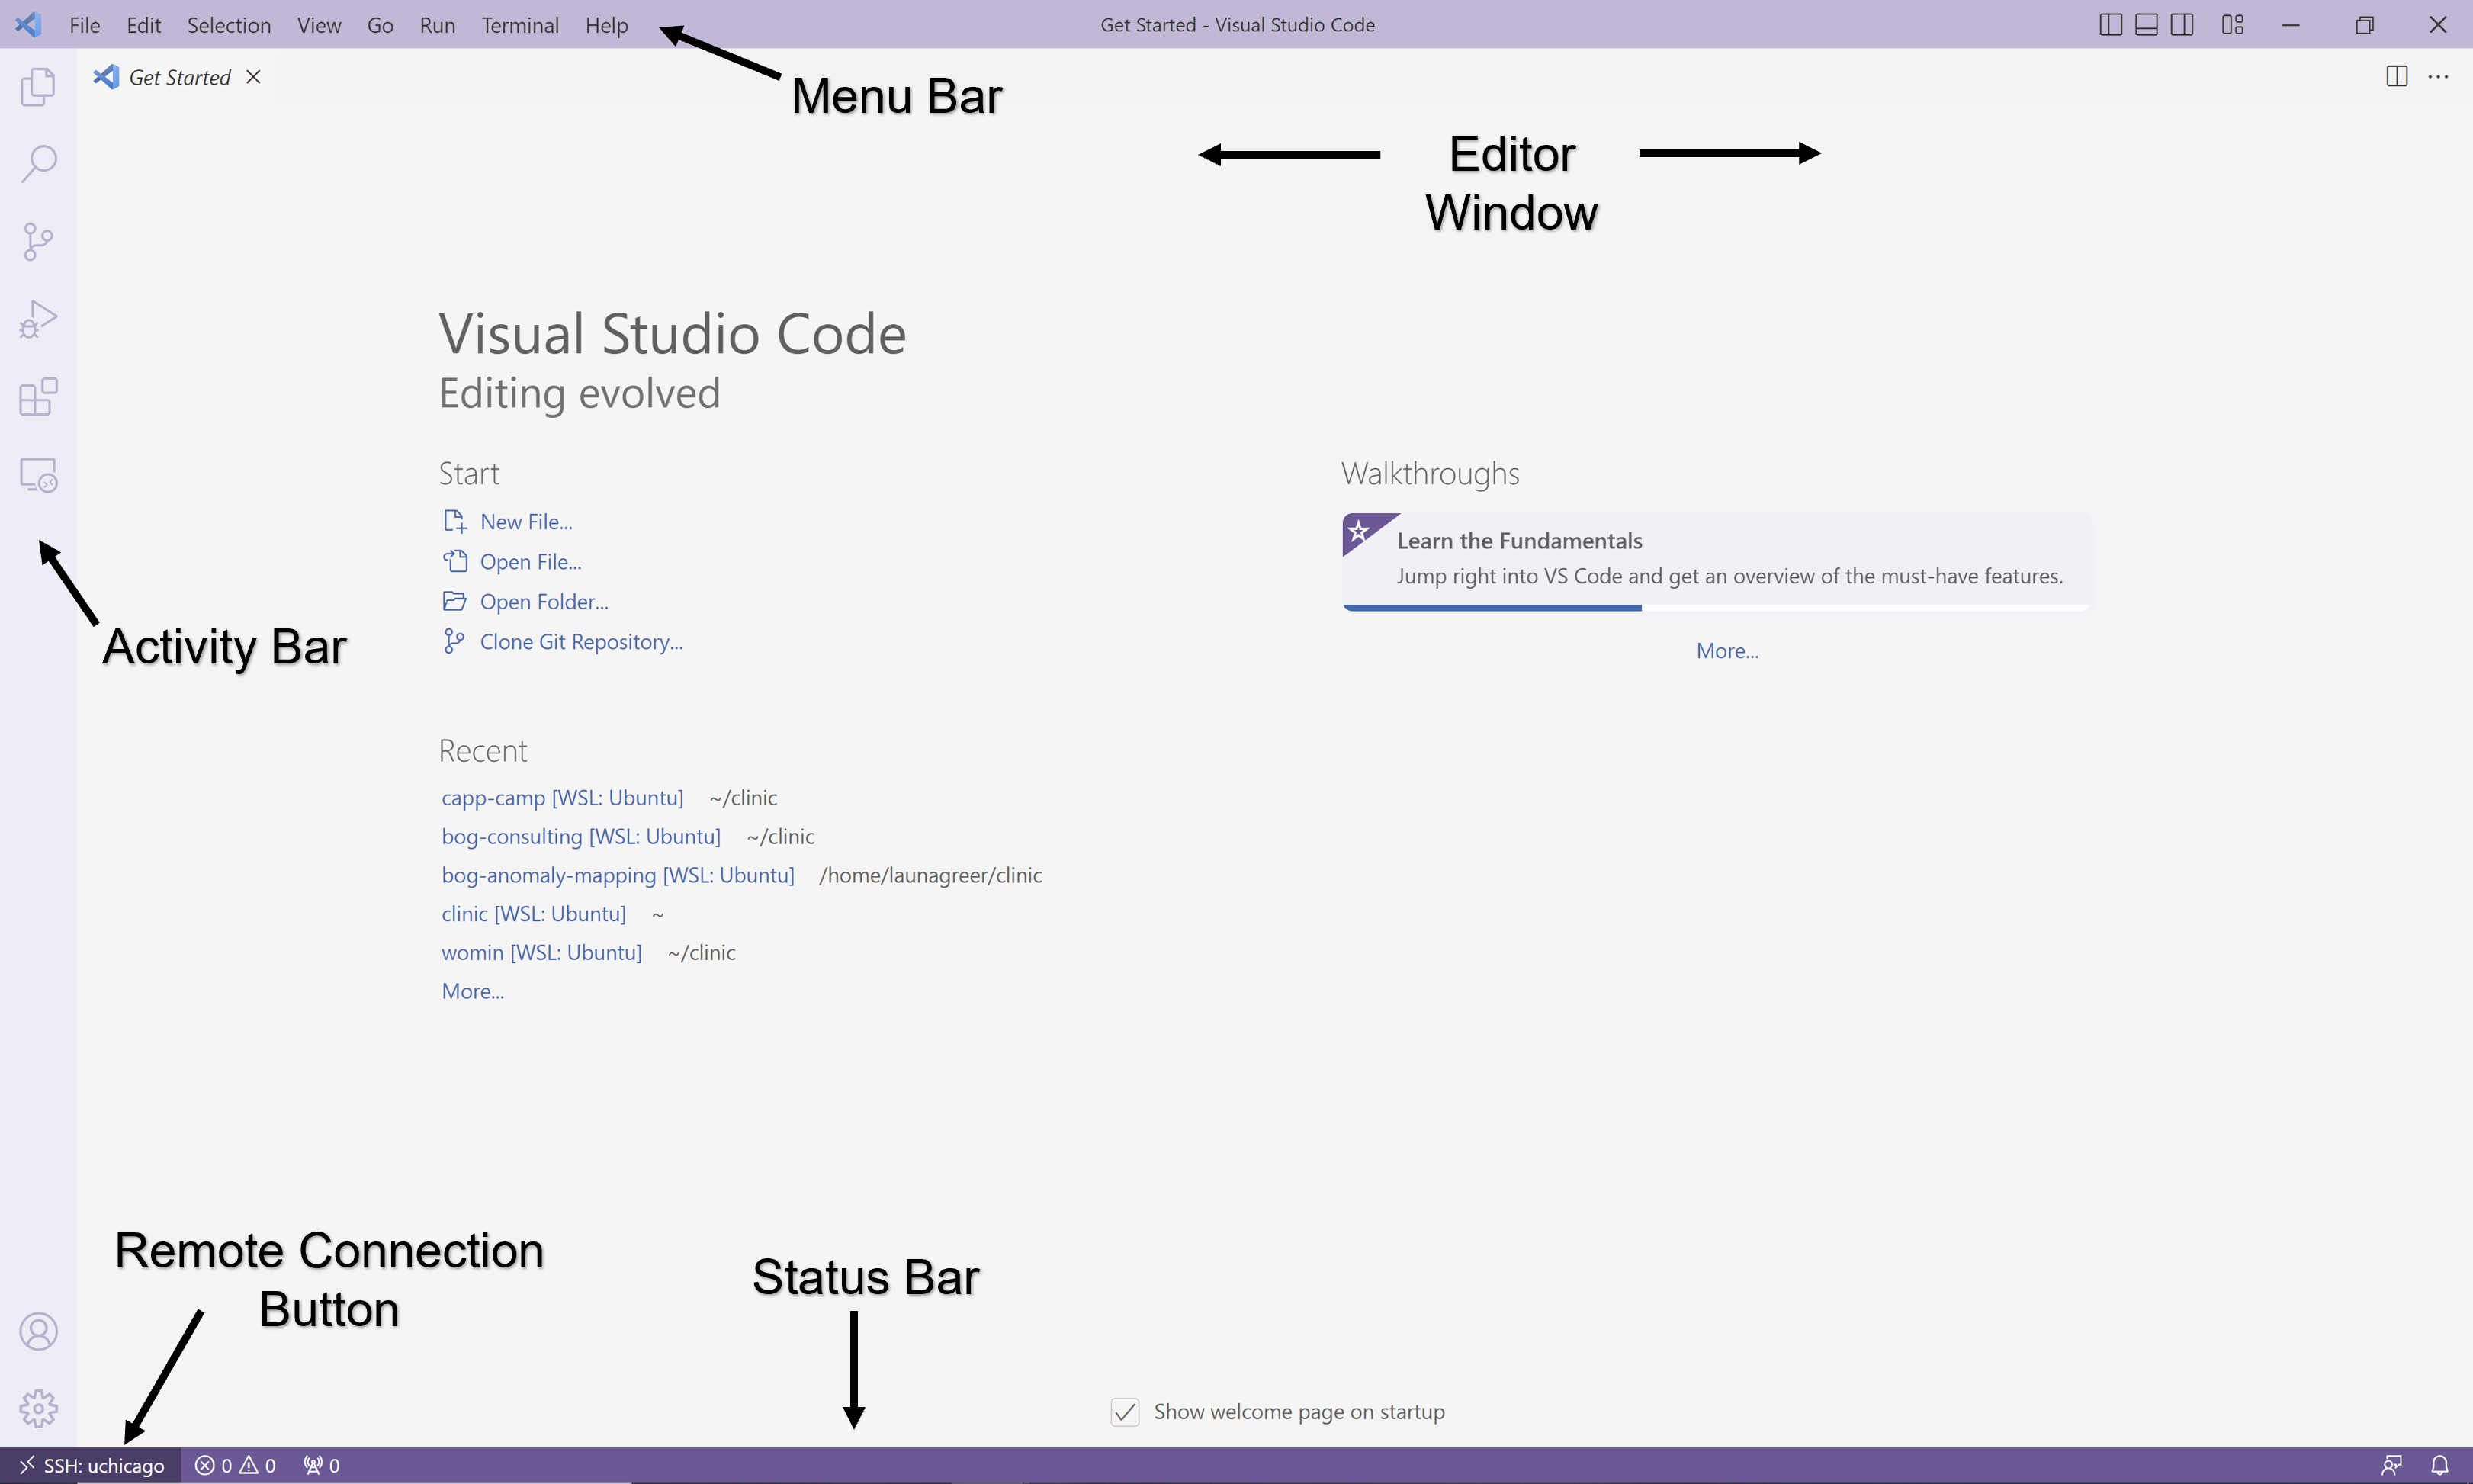 File Edit Selection View Go Run Terminal Help
Get Started - Visual Studio Code
Get Started
Menu Bar
Editor
Window
Visual Studio Code
Editing evolved
Start
New File...
Open File...
Open Folder...
Clone Git Repository...
Walkthroughs
Learn the Fundamentals
Jump right into VS Code and get an overview of the must-have features.
More...
Activity Bar
Recent
capp-camp [WSL: Ubuntu] ~/clinic
bog-consulting [WSL: Ubuntu] ~/clinic
bog-anomaly-mapping [WSL: Ubuntu] /home/launagreer/clinic
clinic [WSL: Ubuntu] ~
womin [WSL: Ubuntu] ~/clinic
More...
Remote Connection
Button
Status Bar
Show welcome page on startup
SSH: uchicago 0 0 0